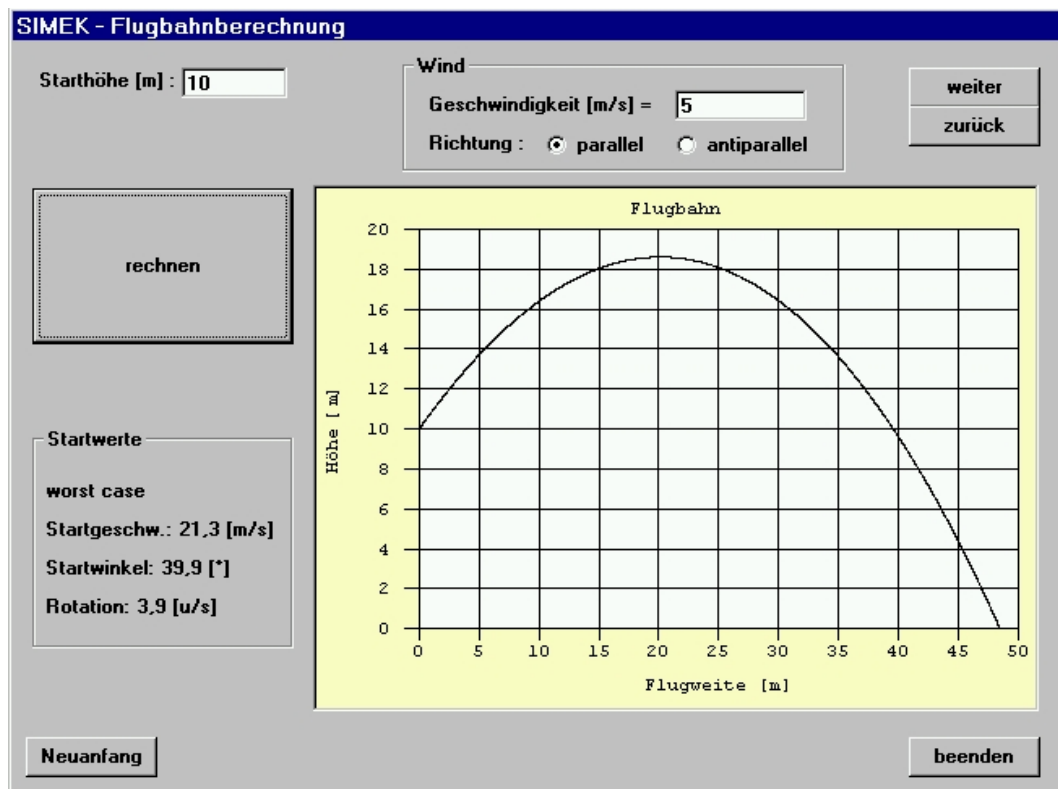 SIMEK - Flugbahnberechnung
Starthöhe [m] : 10
Wind
Geschwindigkeit [m/s] = 5
Richtung : parallel antiparallel
weiter
zurück
rechnen
Flugbahn
20
18
16
14
12
10
8
6
4
2
0
Höhe [m]
0 5 10 15 20 25 30 35 40 45 50
Flugweite [m]
Startwerte
worst case
Startgeschw.: 21,3 [m/s]
Startwinkel: 39,9 [°]
Rotation: 3,9 [u/s]
Neuanfang
beenden